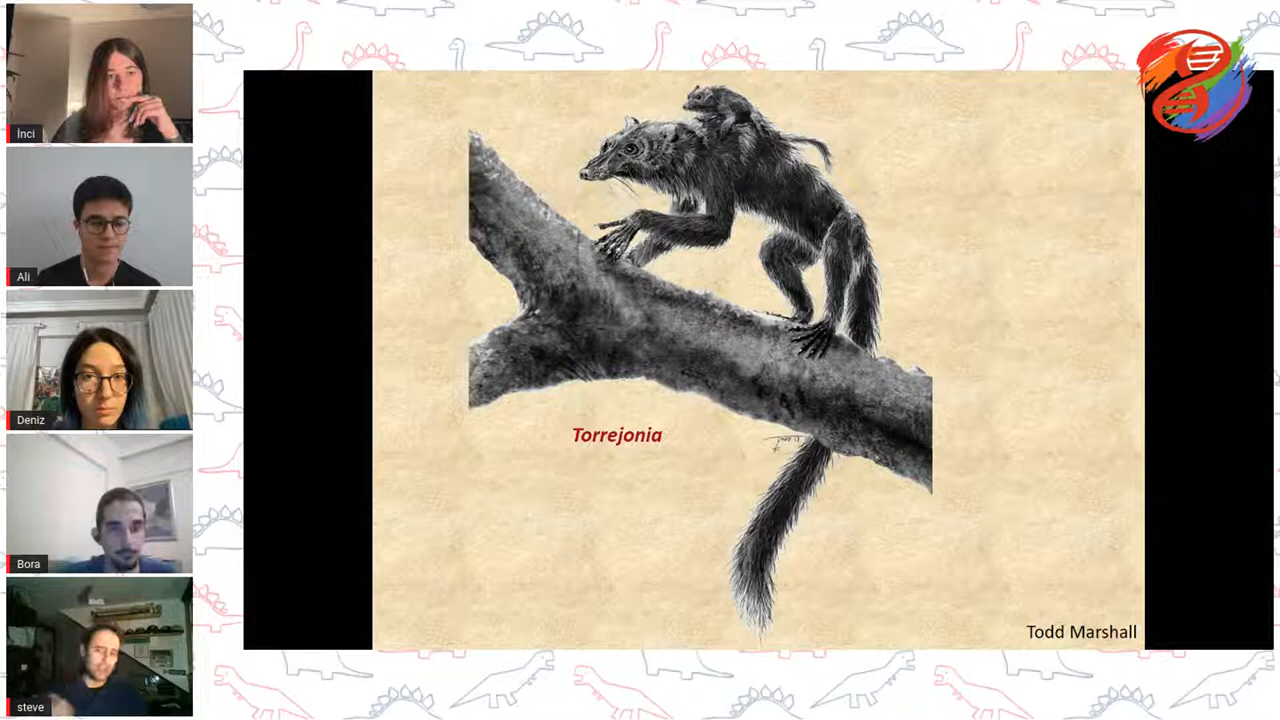 İnci
Ali
Deniz
Bora
steve
Torrejonia
Todd Marshall